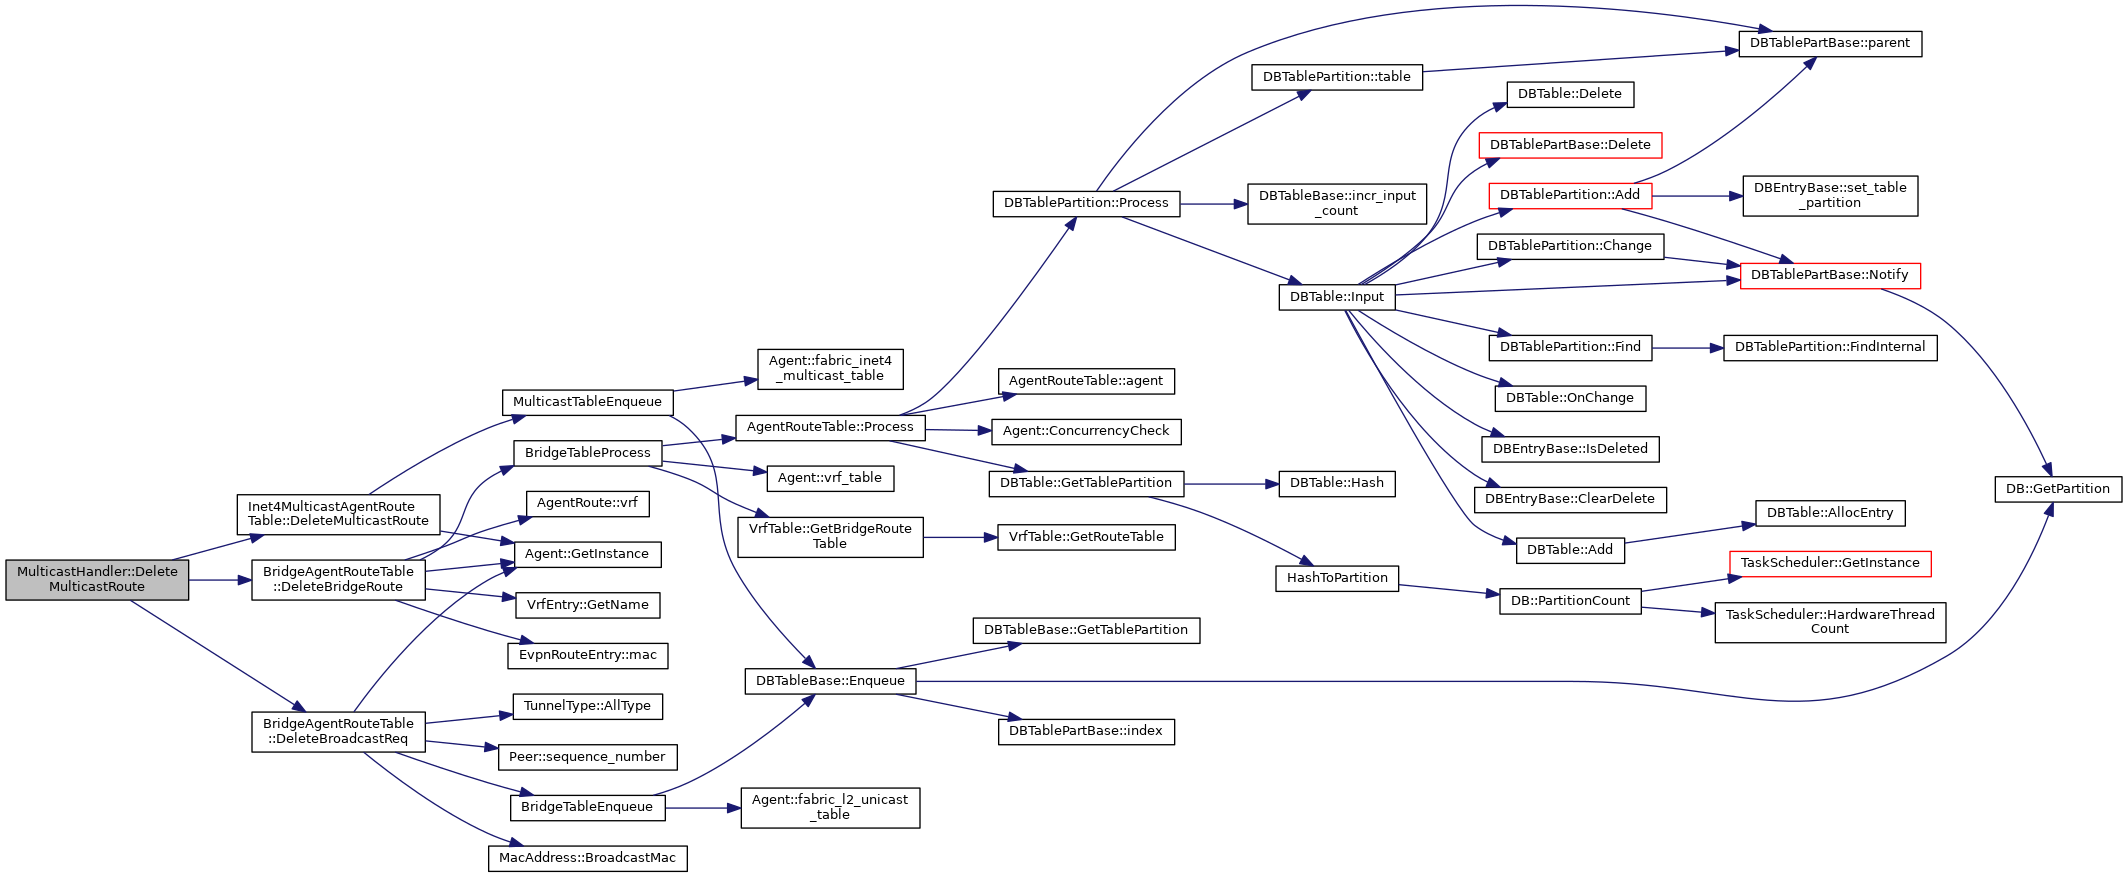 MulticastHandler::Delete
MulticastRoute
Inet4MulticastAgentRoute
Table::DeleteMulticastRoute
BridgeAgentRouteTable
::DeleteBridgeRoute
BridgeAgentRouteTable
::DeleteBroadcastReq
MulticastTableEnqueue
BridgeTableProcess
AgentRoute::vrf
Agent::GetInstance
VrfEntry::GetName
EvpnRouteEntry::mac
TunnelType::AllType
Peer::sequence_number
BridgeTableEnqueue
MacAddress::BroadcastMac
Agent::fabric_inet4
_multicast_table
AgentRouteTable::Process
Agent::vrf_table
VrfTable::GetBridgeRoute
Table
DBTableBase::Enqueue
Agent::fabric_l2_unicast
_table
DBTablePartition::Process
AgentRouteTable::agent
Agent::ConcurrencyCheck
DBTable::GetTablePartition
VrfTable::GetRouteTable
DBTableBase::GetTablePartition
DBTablePartBase::index
DBTablePartition::table
DBTableBase::incr_input
_count
DBTable::Input
DBTable::Hash
HashToPartition
DBTable::Delete
DBTablePartBase::Delete
DBTablePartition::Add
DBTablePartition::Change
DBTablePartition::Find
DBTable::OnChange
DBEntryBase::IsDeleted
DBEntryBase::ClearDelete
DBTable::Add
DB::PartitionCount
DBTablePartBase::parent
DBEntryBase::set_table
_partition
DBTablePartBase::Notify
DBTablePartition::FindInternal
DBTable::AllocEntry
TaskScheduler::GetInstance
TaskScheduler::HardwareThread
Count
DB::GetPartition